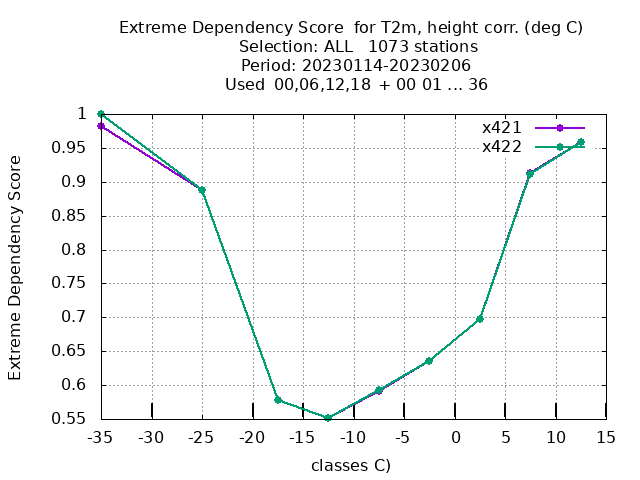 Extreme Dependency Score  for T2m, height corr. (deg C)
Selection: ALL   1073 stations
Period: 20230114-20230206
Used  00,06,12,18 + 00 01 ... 36
x421
x422
Extreme Dependency Score
1
0.95
0.9
0.85
0.8
0.75
0.7
0.65
0.6
0.55
-35 -30 -25 -20 -15 -10 -5 0 5 10 15
classes C)